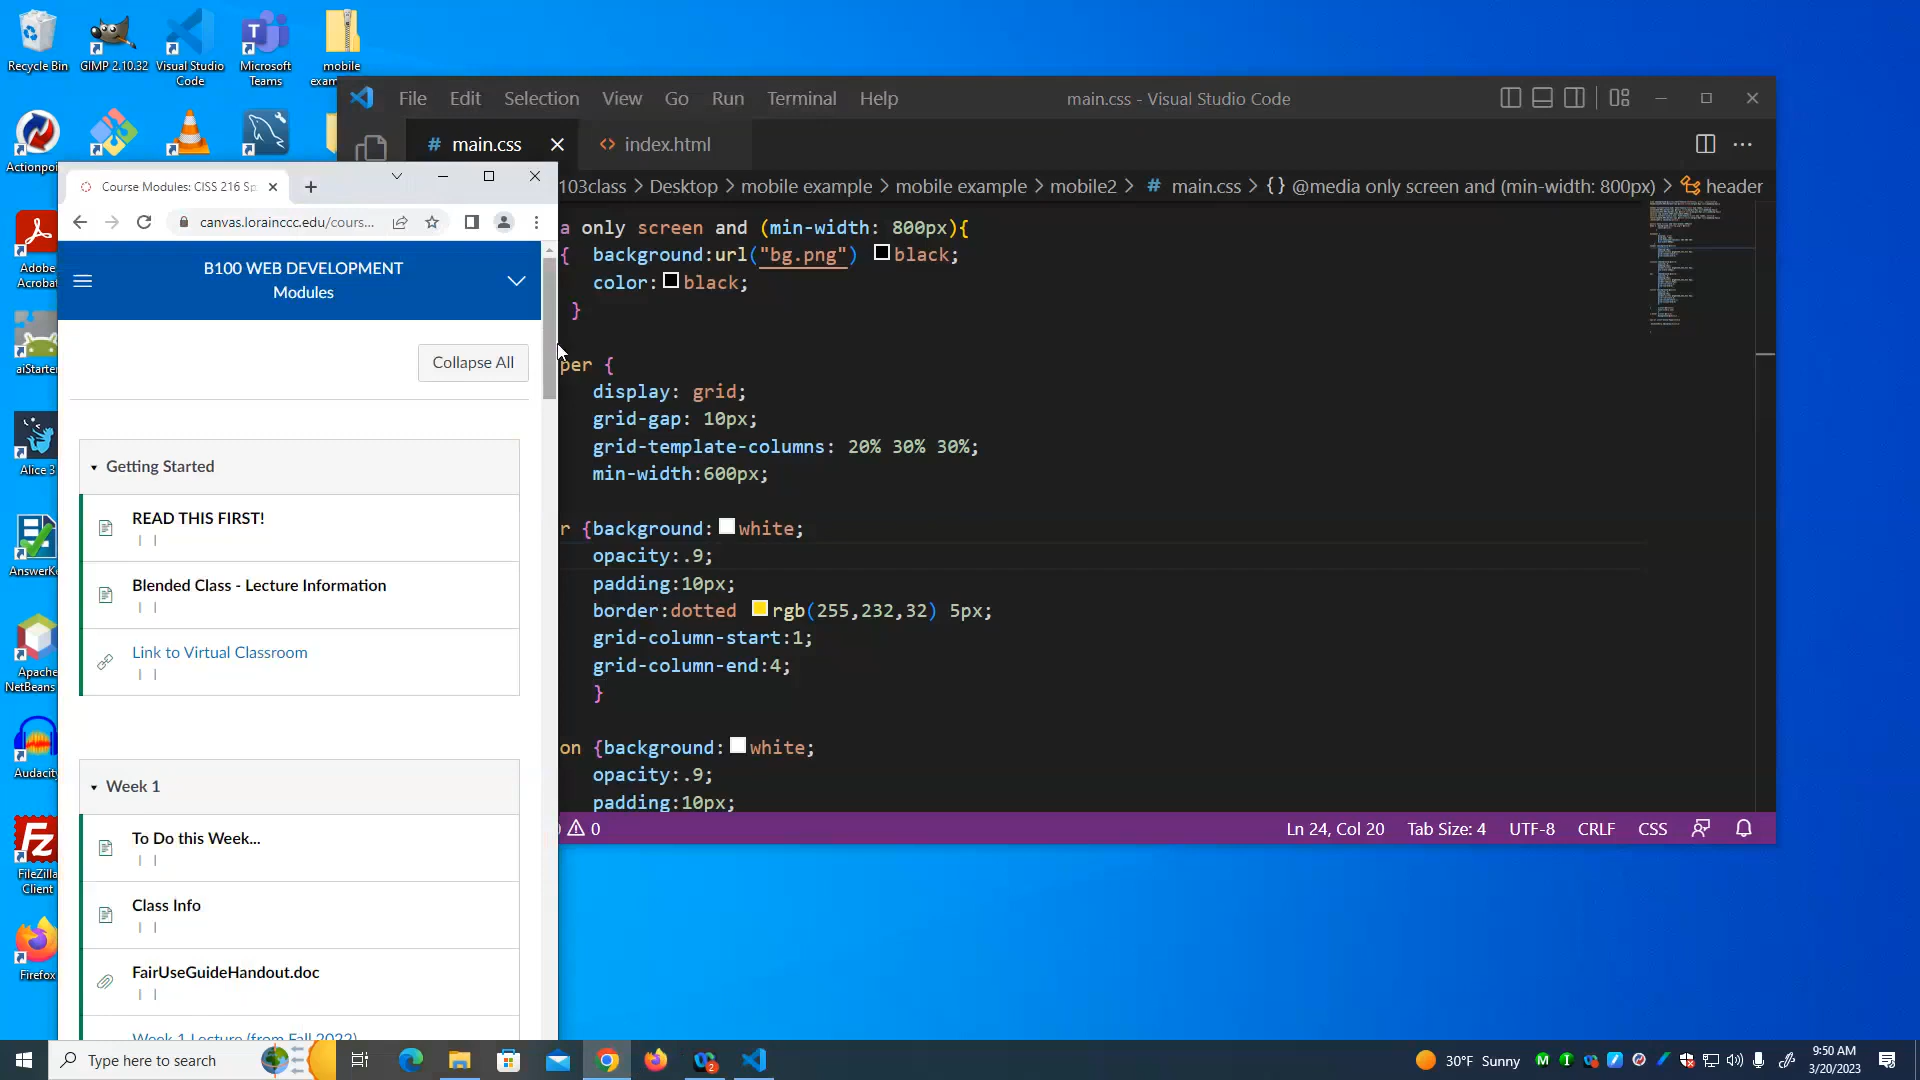 Recycle Bin
GIMP 2.10.32
Visual Studio
Code
Microsoft
Teams
mobile
Adobe
Alice 3
Apache
NetBeans
Audacity
FileZilla
Client
Firefox
File Edit Selection View Go Run Terminal Help
main.css - Visual Studio Code
# main.css
<> index.html
103class > Desktop > mobile example > mobile example > mobile2 > # main.css > {} @media only screen and (min-width: 800px) > header
a only screen and (min-width: 800px){
{ background:url("bg.png") black;
color: black;
}
per {
display: grid;
grid-gap: 10px;
grid-template-columns: 20% 30% 30%;
min-width:600px;
r {background: white;
opacity:.9;
padding:10px;
border:dotted rgb(255,232,32) 5px;
grid-column-start:1;
grid-column-end:4;
}
on {background: white;
opacity:.9;
padding:10px;
0
Ln 24, Col 20 Tab Size: 4 UTF-8 CRLF CSS
Course Modules: CISS 216 Sp
canvas.lorainccc.edu/cours...
B100 WEB DEVELOPMENT
Modules
Collapse All
Getting Started
READ THIS FIRST!
| |
Blended Class - Lecture Information
| |
Link to Virtual Classroom
| |
Week 1
To Do this Week...
| |
Class Info
| |
FairUseGuideHandout.doc
| |
Week 1 Lecture (from Fall 2022)
Type here to search
2
30°F Sunny
9:50 AM
3/20/2023